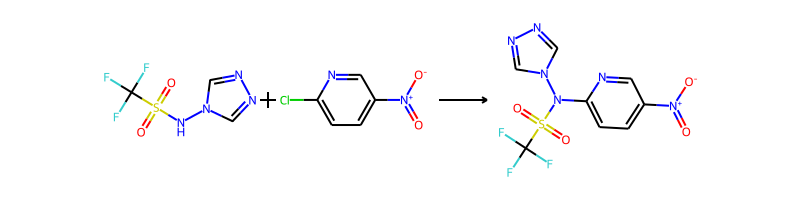 N N
F F O N N O⁻ N N O⁻
S N N + Cl N⁺ O N N⁺
F O NH O F S O O
F F